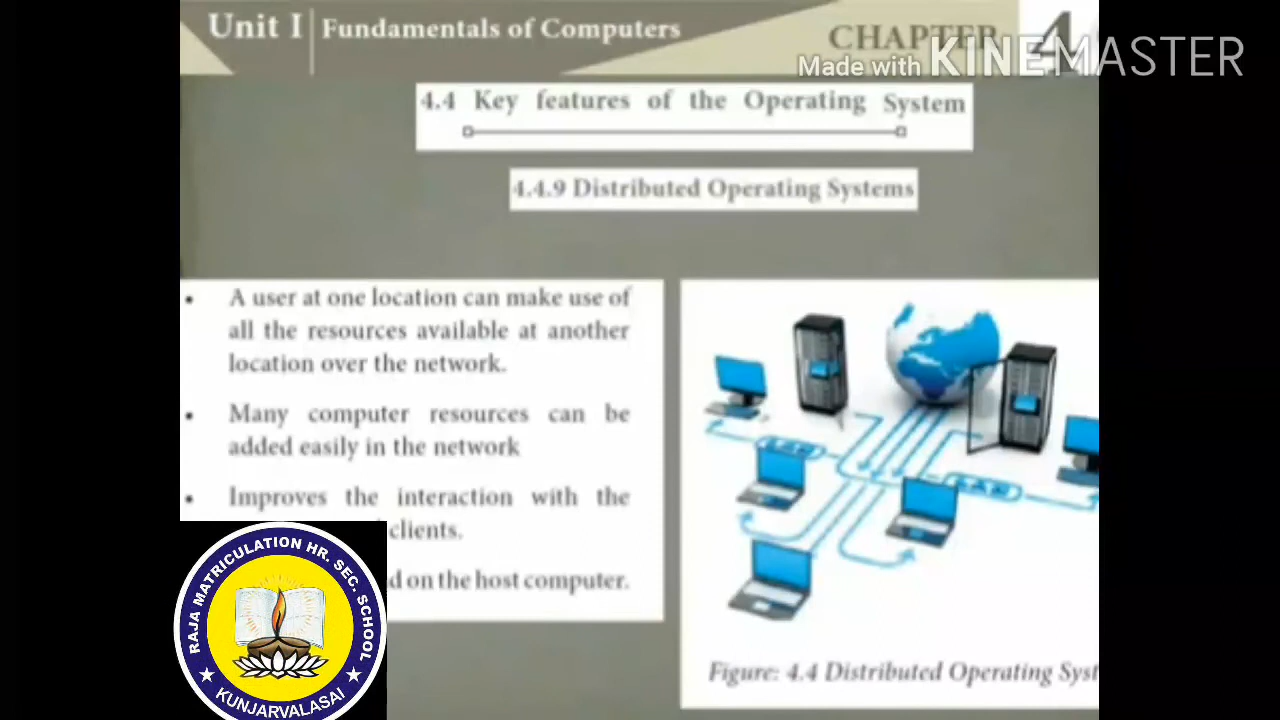 Unit I Fundamentals of Computers
CHAPTER 4
Made with KINEMASTER
4.4 Key features of the Operating System
4.4.9 Distributed Operating Systems
• A user at one location can make use of
all the resources available at another
location over the network.
• Many computer resources can be
added easily in the network
• Improves the interaction with the
clients.
d on the host computer.
LAN
LAN
Figure: 4.4 Distributed Operating Syst
RAJA MATRICULATION HR. SEC. SCHOOL
★ KUNJARVALASAI ★